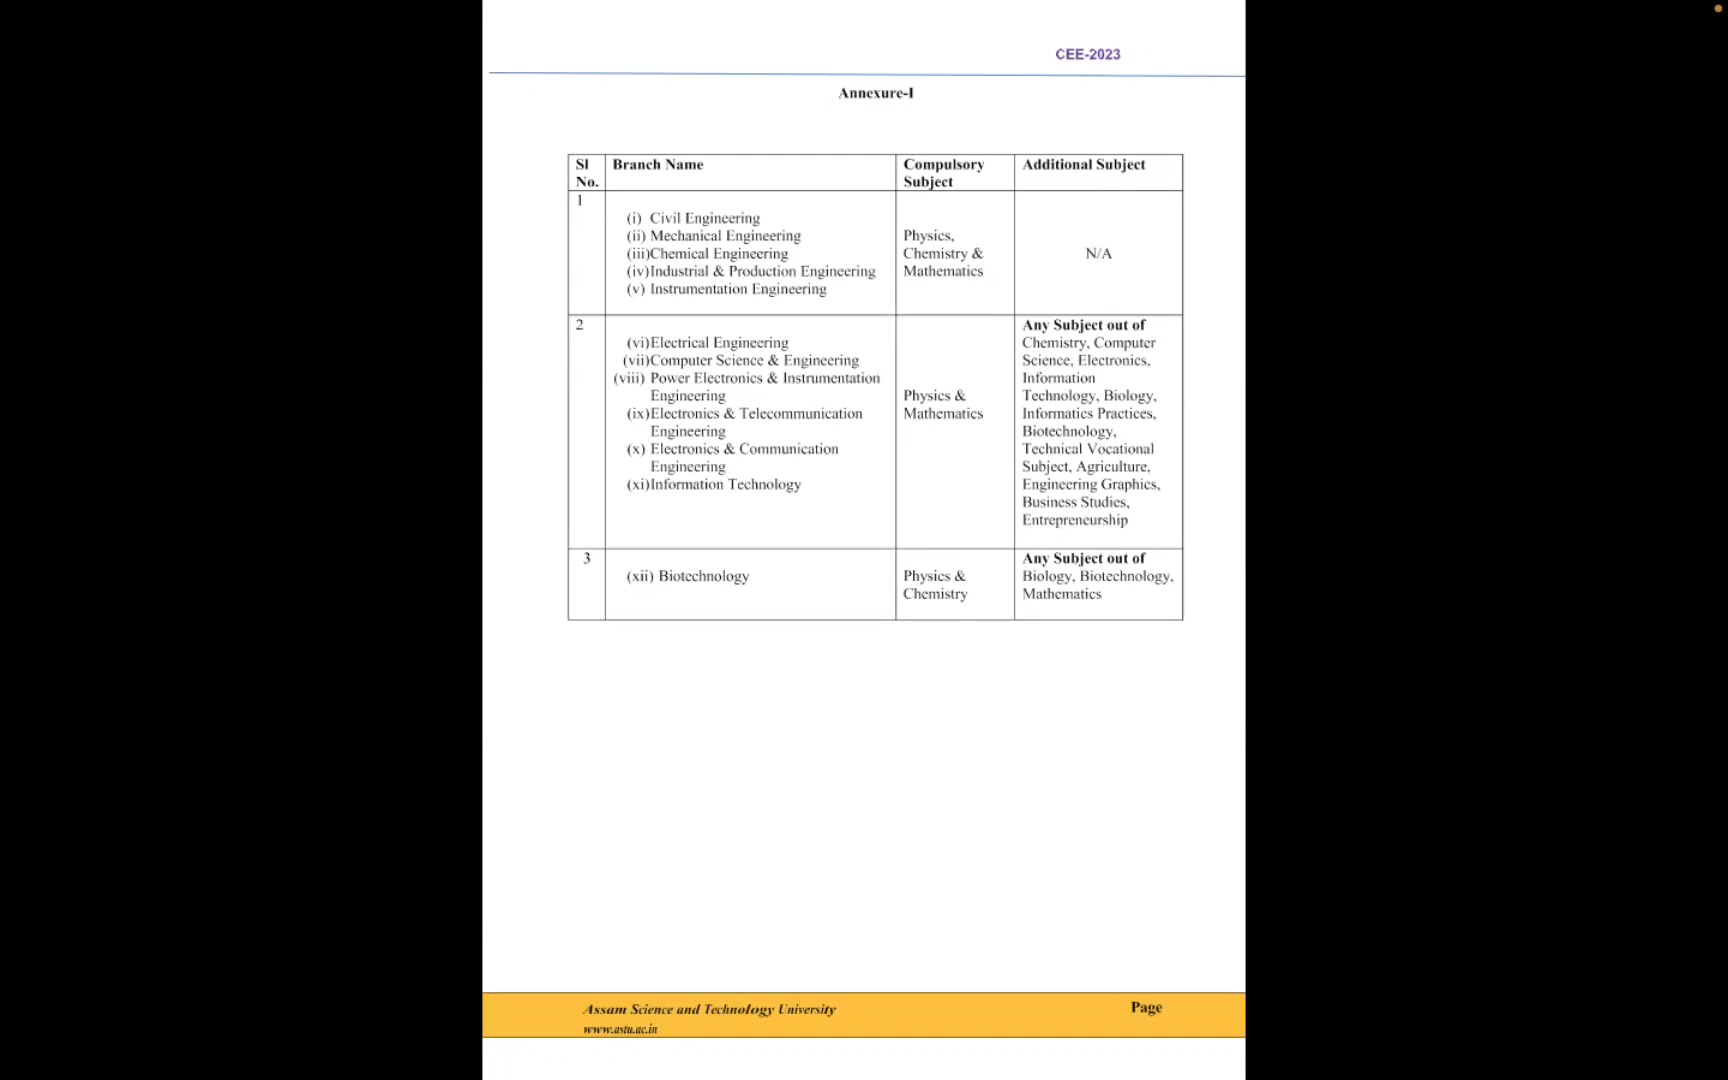 CEE-2023
Annexure-I
Sl No. Branch Name Compulsory Subject Additional Subject
1
(i) Civil Engineering
(ii) Mechanical Engineering
(iii)Chemical Engineering
(iv)Industrial & Production Engineering
(v) Instrumentation Engineering
Physics,
Chemistry &
Mathematics
N/A
2
(vi)Electrical Engineering
(vii)Computer Science & Engineering
(viii) Power Electronics & Instrumentation
Engineering
(ix)Electronics & Telecommunication
Engineering
(x) Electronics & Communication
Engineering
(xi)Information Technology
Physics &
Mathematics
Any Subject out of
Chemistry, Computer
Science, Electronics,
Information
Technology, Biology,
Informatics Practices,
Biotechnology,
Technical Vocational
Subject, Agriculture,
Engineering Graphics,
Business Studies,
Entrepreneurship
3
(xii) Biotechnology
Physics &
Chemistry
Any Subject out of
Biology, Biotechnology,
Mathematics
Assam Science and Technology University
www.astu.ac.in
Page